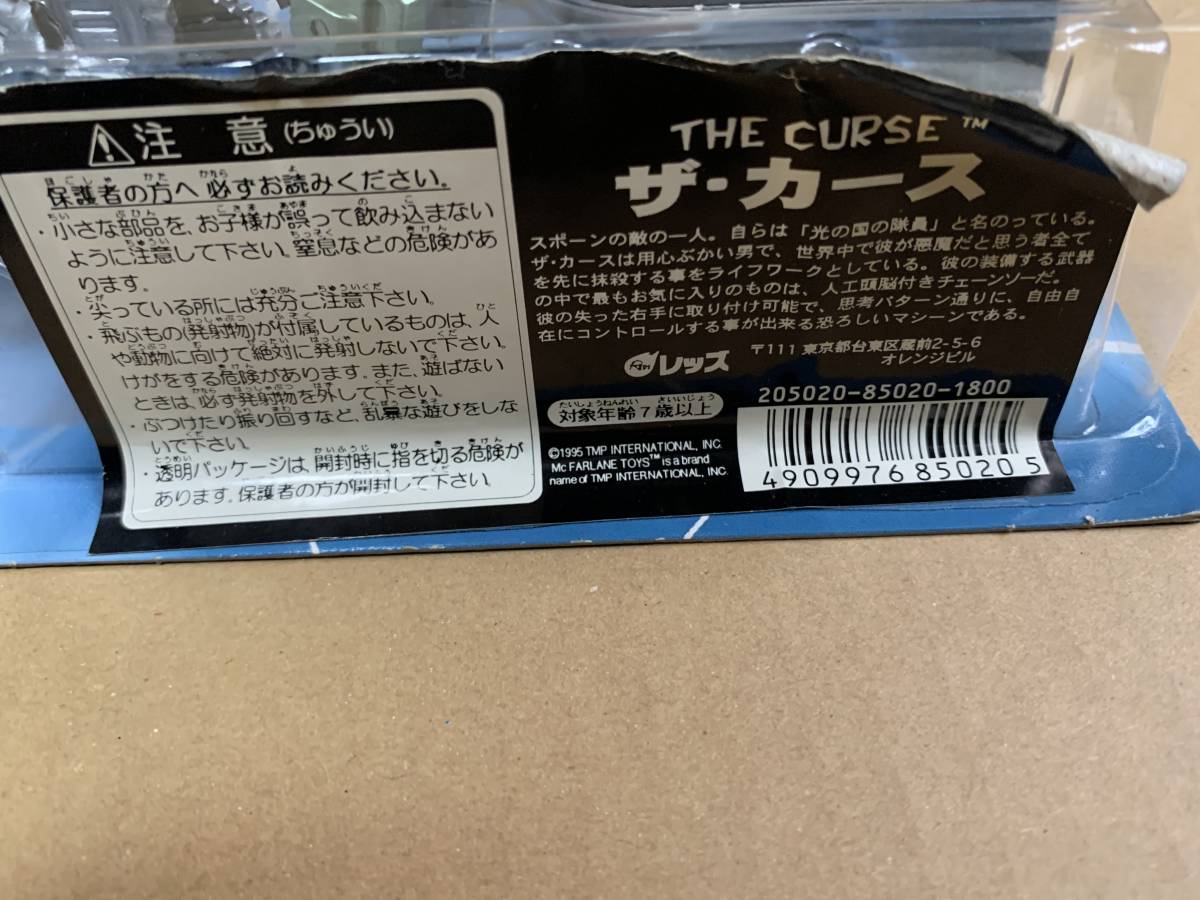 注 意 (ちゅうい)
保護者の方へ 必ずお読みください。
・小さな部品を、お子様が誤って飲み込まない
ように注意して下さい。窒息などの危険があ
ります。
・尖っている所には充分ご注意下さい。
・飛ぶもの(発射物)が付属しているものは、人
や動物に向けて絶対に発射しないで下さい。
けがをする危険があります。また、遊ばない
ときは、必ず発射物を外して下さい。
・ぶつけたり振り回すなど、乱暴な遊びをしな
いで下さい。
・透明パッケージは、開封時に指を切る危険が
あります。保護者の方が開封して下さい。
THE CURSE™
ザ・カース
スポーンの敵の一人。自らは「光の国の隊員」と名のっている。
ザ・カースは用心ぶかい男で、世界中で彼が悪魔だと思う者全て
を先に抹殺する事をライフワークとしている。彼の装備する武器
の中で最もお気に入りのものは、人工頭脳付きチェーンソーだ。
彼の失った右手に取り付け可能で、思考パターン通りに、自由自
在にコントロールする事が出来る恐ろしいマシーンである。
レッズ
〒111 東京都台東区蔵前2-5-6
オレンジビル
205020-85020-1800
たいしょうねんれい さいいじょう
対象年齢7歳以上
©1995 TMP INTERNATIONAL, INC.
Mc FARLANE TOYS™ is a brand
name of TMP INTERNATIONAL, INC.
4909976850205